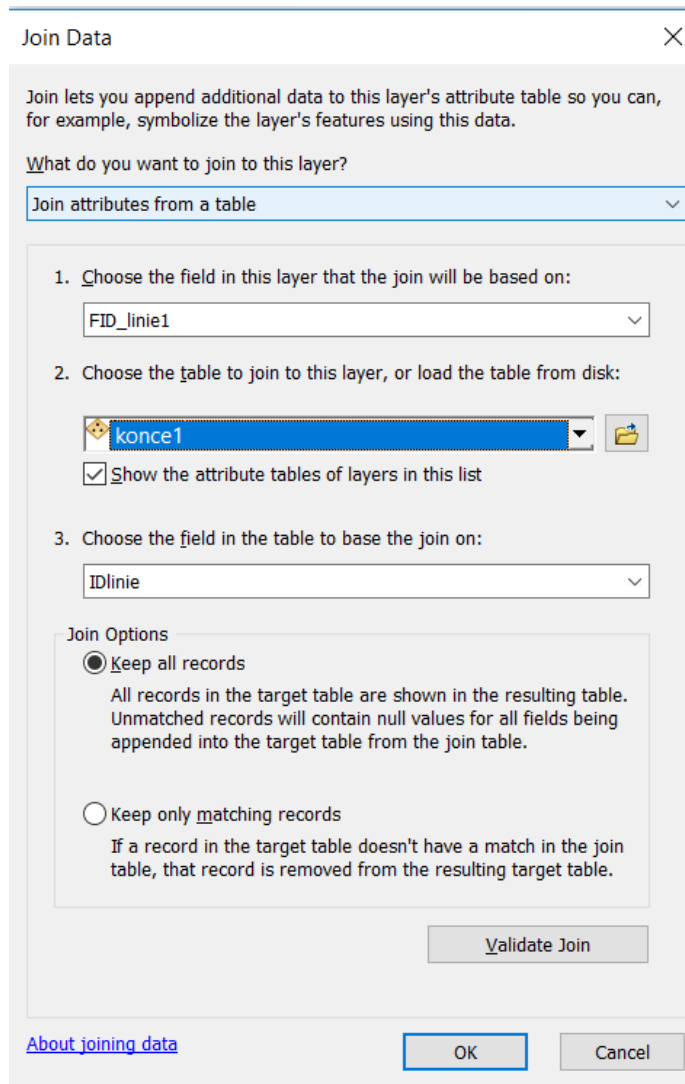 Join Data
Join lets you append additional data to this layer's attribute table so you can,
for example, symbolize the layer's features using this data.
What do you want to join to this layer?
Join attributes from a table
1. Choose the field in this layer that the join will be based on:
FID_linie1
2. Choose the table to join to this layer, or load the table from disk:
konce1
Show the attribute tables of layers in this list
3. Choose the field in the table to base the join on:
IDlinie
Join Options
Keep all records
All records in the target table are shown in the resulting table.
Unmatched records will contain null values for all fields being
appended into the target table from the join table.
Keep only matching records
If a record in the target table doesn't have a match in the join
table, that record is removed from the resulting target table.
Validate Join
About joining data
OK
Cancel